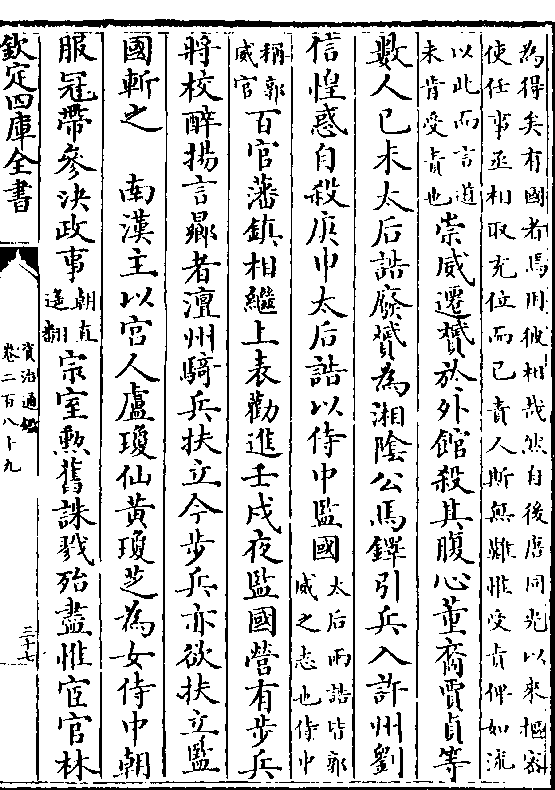 為得矣有國者焉用彼相哉然自後唐同光以來樞密
使任事丞相取充位而已責人斯無難惟受責俾如流
以此而言道
未肯受責也
崇威遷贇於外館殺其腹心董裔賈貞等
數人已未太后誥廢贇為湘陰公馬鐸引兵入許州劉
信惶惑自殺庚申太后誥以侍中監國
太后兩誥皆郭
威之志也侍中
稱郭
威官
百官藩鎮相繼上表勸進壬戌夜監國營有步兵
將校醉揚言曏者澶州騎兵扶立今步兵亦欲扶立監
國斬之　南漢主以宮人盧瓊仙黃瓊芝為女侍中朝
服冠帶參決政事
朝直
遙翻
宗室勲舊誅戮殆盡惟宦官林
欽定四庫全書
資治通鑑
卷二百八十九
三十七